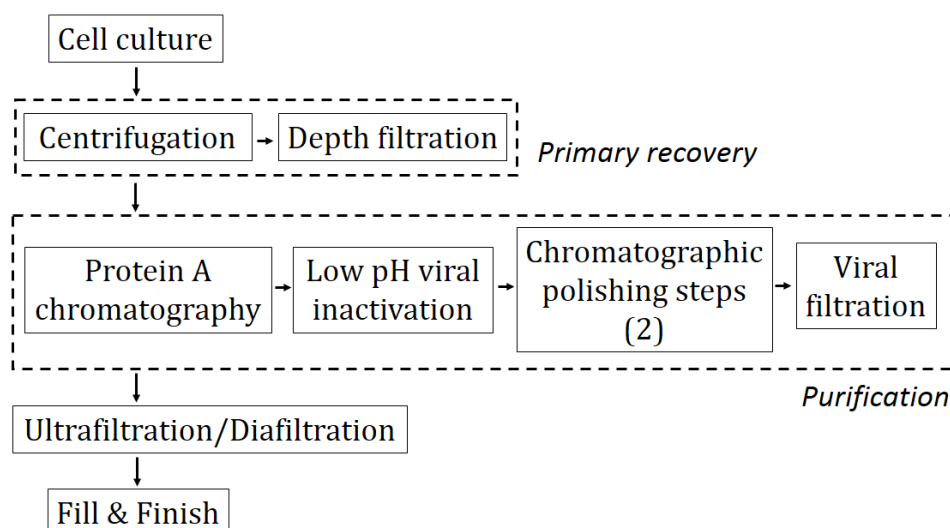 Cell culture
Centrifugation
Depth filtration
Primary recovery
Protein A
chromatography
Low pH viral
inactivation
Chromatographic
polishing steps
(2)
Viral
filtration
Purification
Ultrafiltration/Diafiltration
Fill & Finish